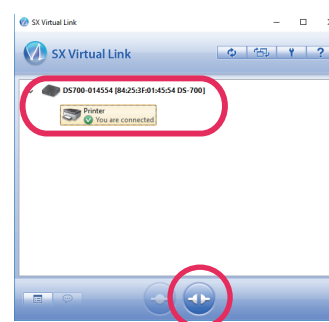 SX Virtual Link
SX Virtual Link
?
DS700-014554 [84:25:3F:01:45:54 DS-700]
Printer
You are connected